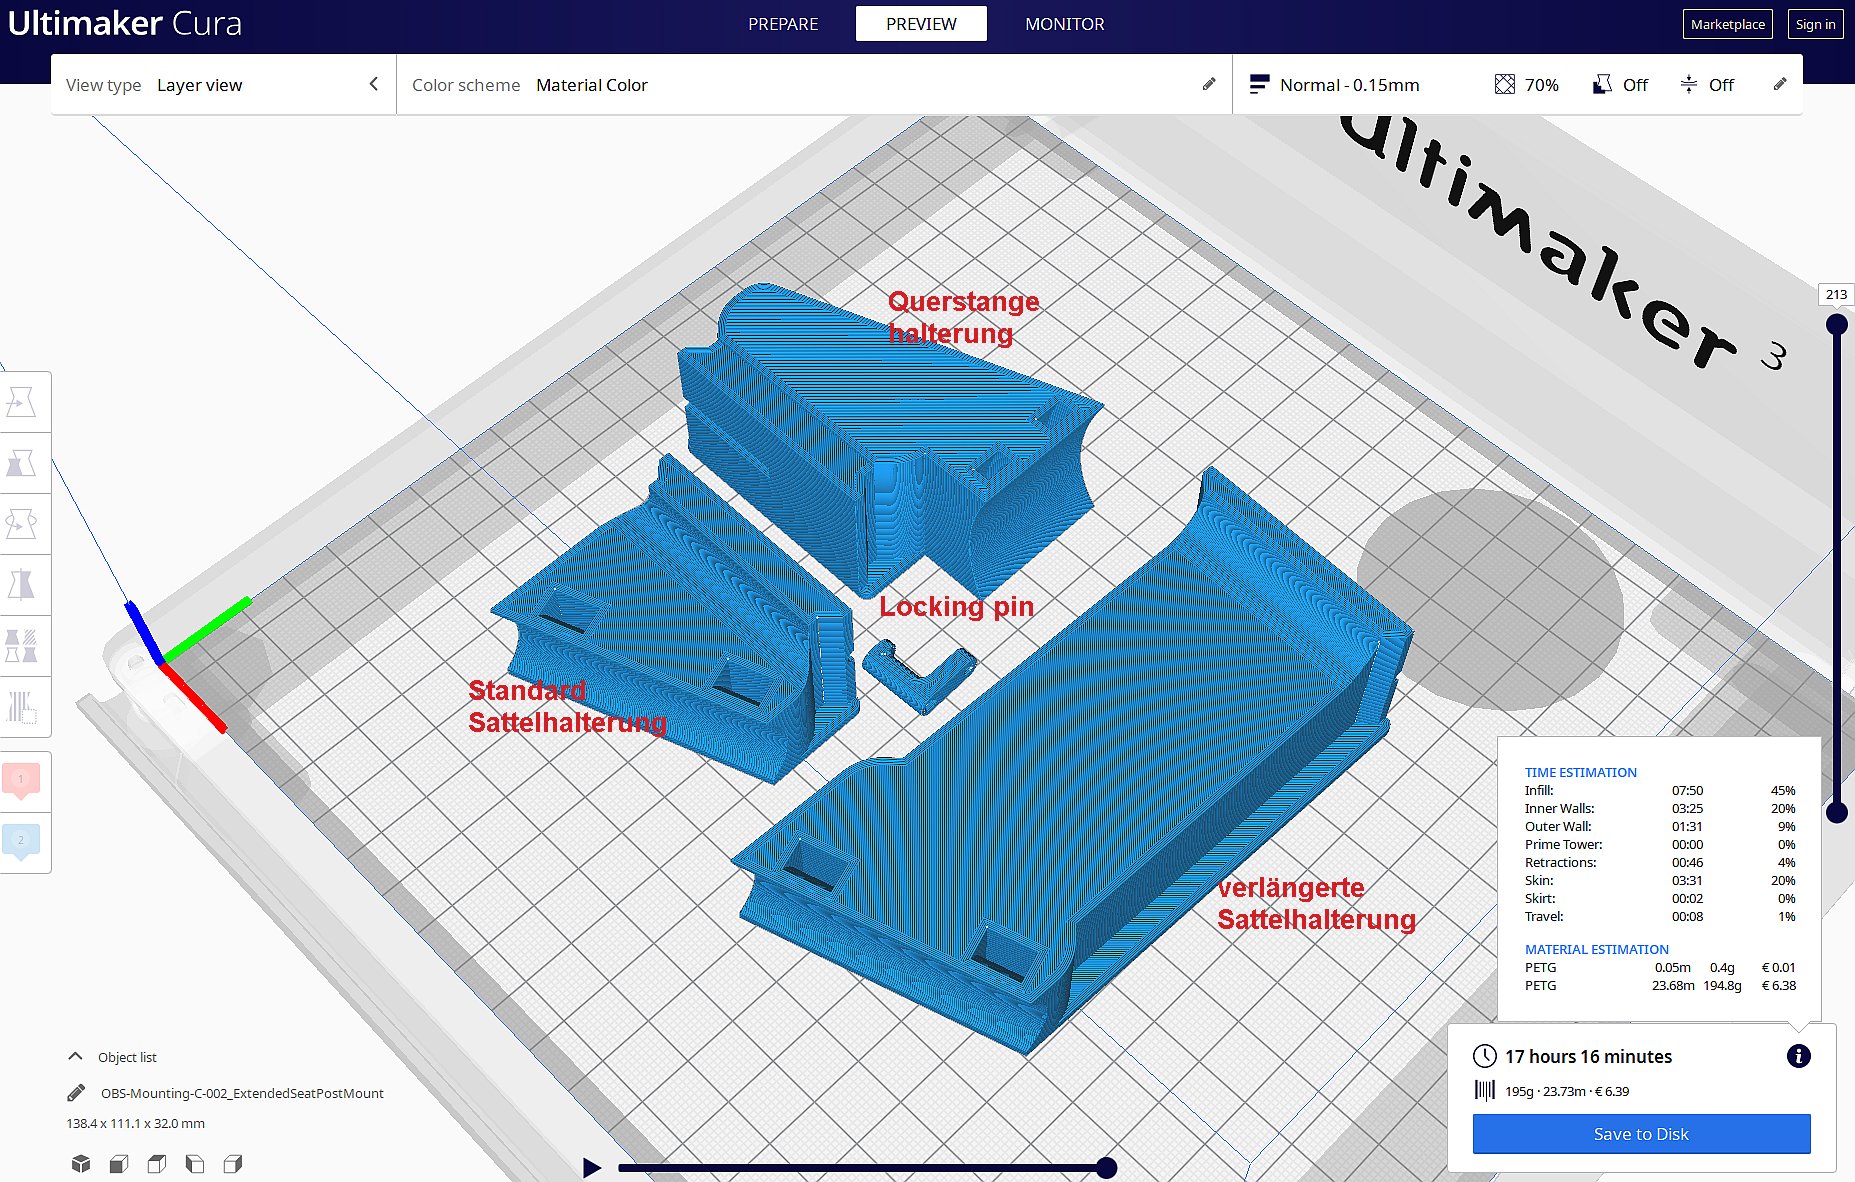 Ultimaker Cura
PREPARE
PREVIEW
MONITOR
Marketplace
Sign in
View type Layer view
Color scheme Material Color
Normal - 0.15mm
70%
Off
Off
ultimaker 3
213
Querstange
halterung
Locking pin
Standard
Sattelhalterung
verlängerte
Sattelhalterung
1
2
TIME ESTIMATION
Infill: 07:50 45%
Inner Walls: 03:25 20%
Outer Wall: 01:31 9%
Prime Tower: 00:00 0%
Retractions: 00:46 4%
Skin: 03:31 20%
Skirt: 00:02 0%
Travel: 00:08 1%
MATERIAL ESTIMATION
PETG 0.05m 0.4g € 0.01
PETG 23.68m 194.8g € 6.38
17 hours 16 minutes
195g · 23.73m · € 6.39
Save to Disk
Object list
OBS-Mounting-C-002_ExtendedSeatPostMount
138.4 x 111.1 x 32.0 mm